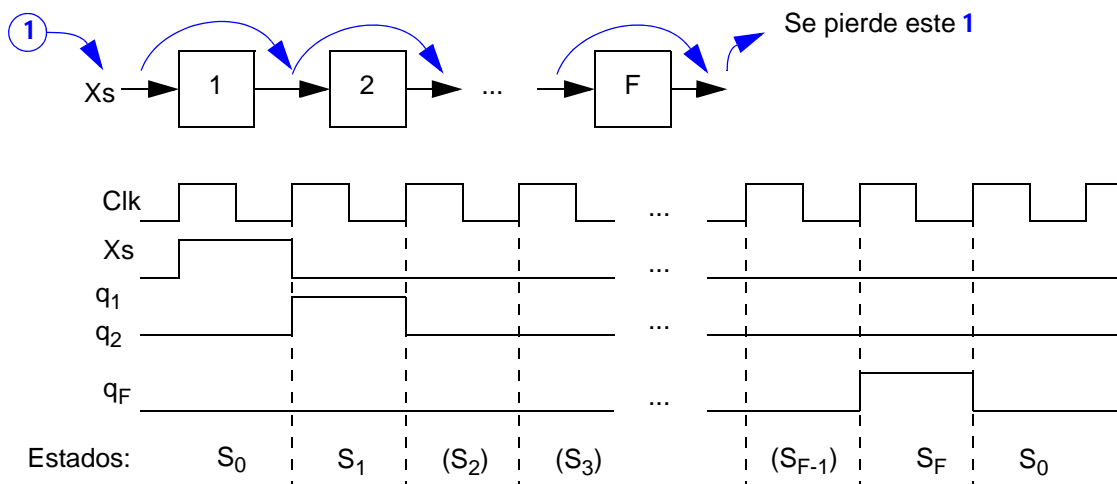 1 Se pierde este 1
Xs 1 2 ... F
Clk ...
Xs ...
q1
q2 ...
qF ...
Estados: S0 S1 (S2) (S3) (SF-1) SF S0